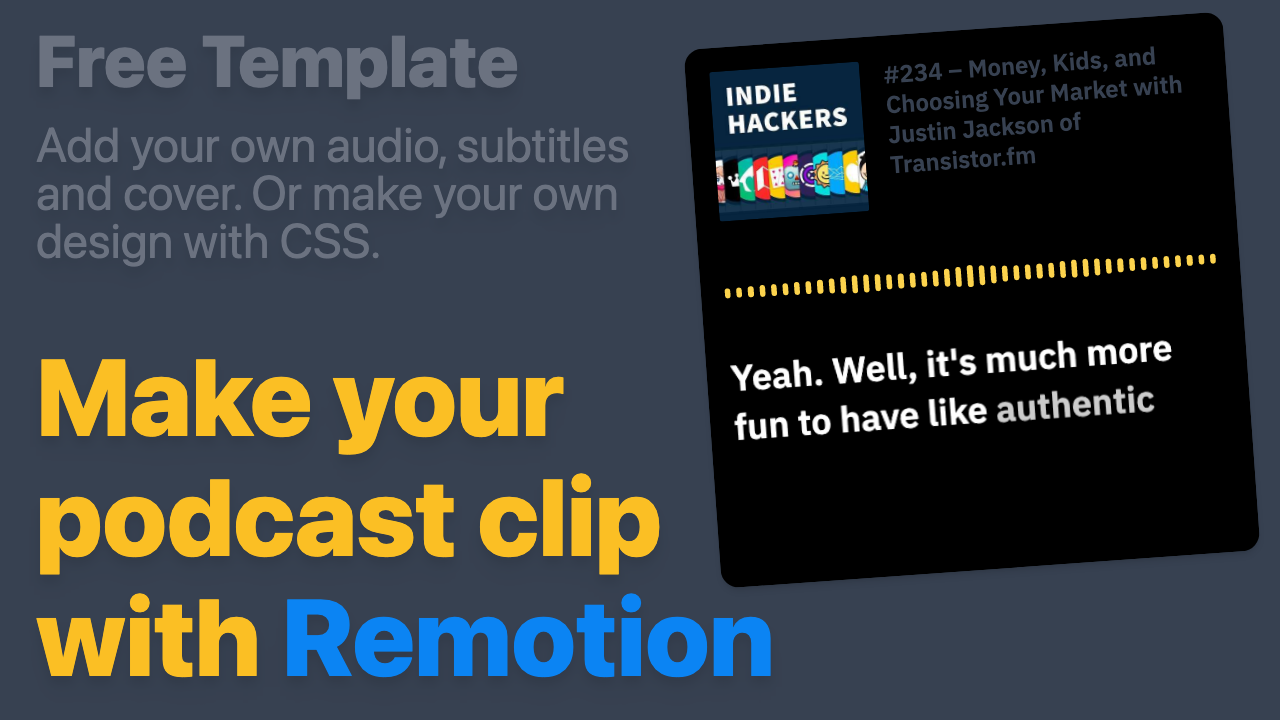 Free Template
Add your own audio, subtitles
and cover. Or make your own
design with CSS.
Make your
podcast clip
with Remotion
INDIE
HACKERS
#234 – Money, Kids, and
Choosing Your Market with
Justin Jackson of
Transistor.fm
Yeah. Well, it's much more
fun to have like authentic